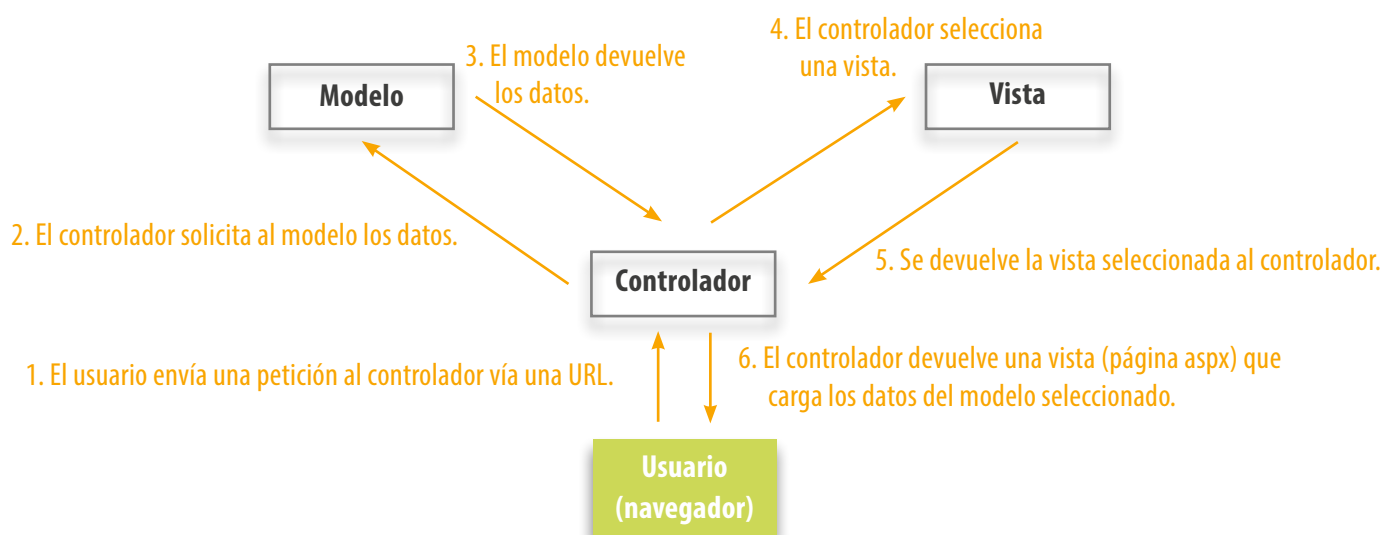 4. El controlador selecciona
una vista.
3. El modelo devuelve
los datos.
Modelo
Vista
2. El controlador solicita al modelo los datos.
5. Se devuelve la vista seleccionada al controlador.
Controlador
1. El usuario envía una petición al controlador vía una URL.
6. El controlador devuelve una vista (página aspx) que
carga los datos del modelo seleccionado.
Usuario
(navegador)